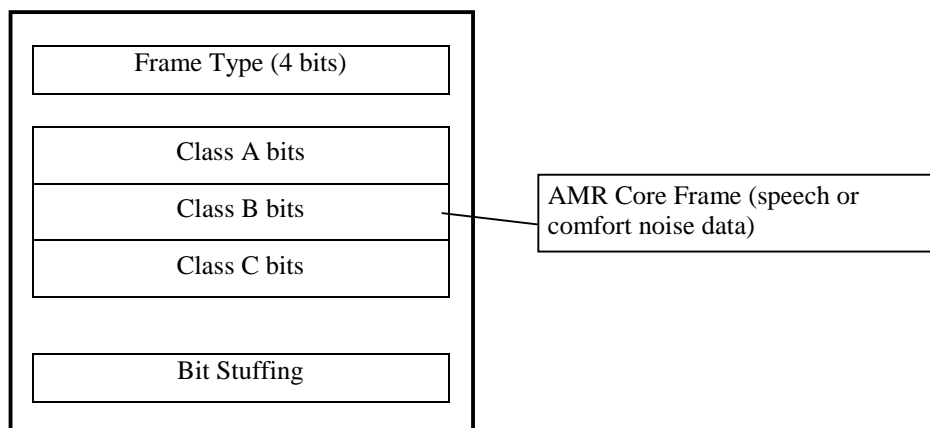 Frame Type (4 bits)
Class A bits
Class B bits
Class C bits
AMR Core Frame (speech or
comfort noise data)
Bit Stuffing